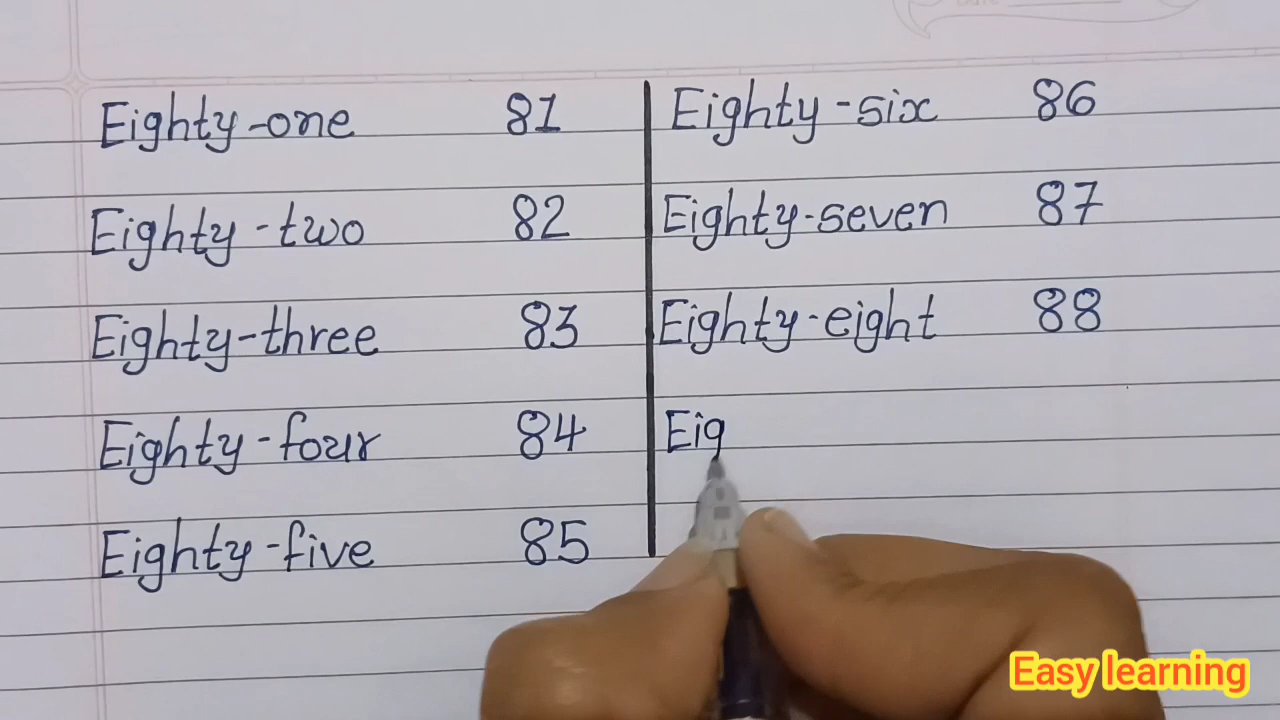 Eighty-one 81
Eighty-two 82
Eighty-three 83
Eighty-four 84
Eighty-five 85
Eighty-six 86
Eighty-seven 87
Eighty-eight 88
Eig
Easy learning